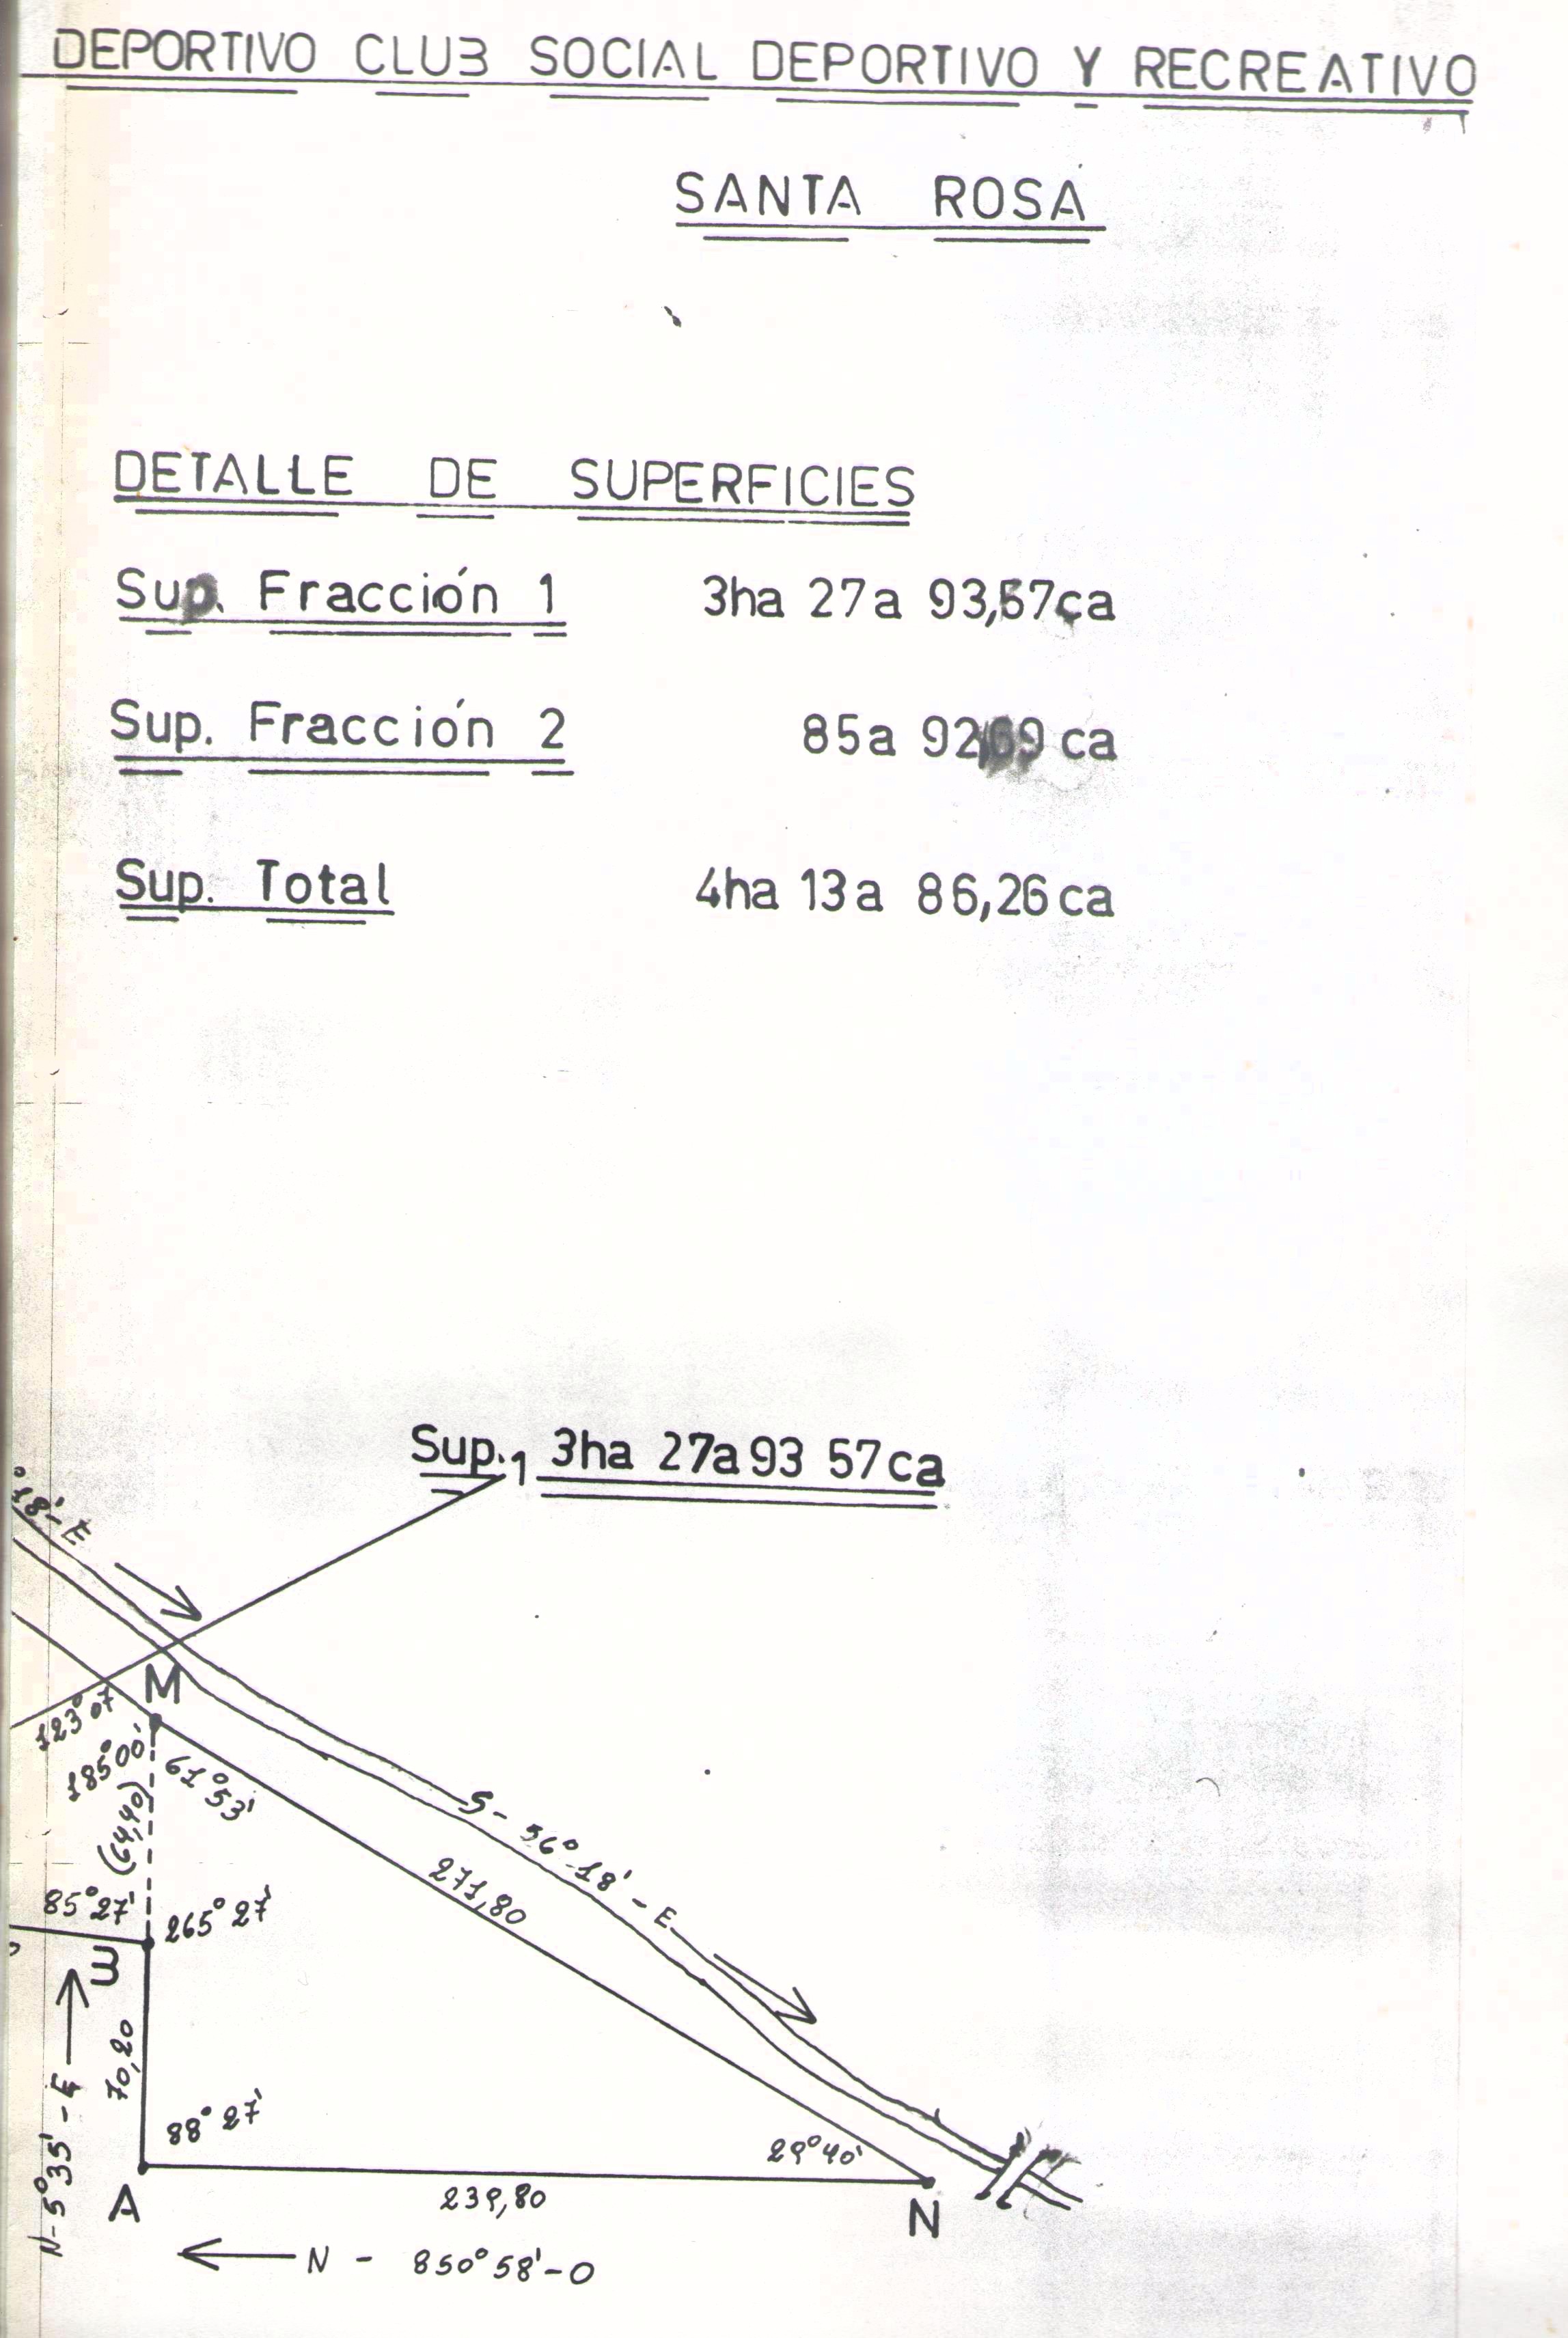 DEPORTIVO CLUB SOCIAL DEPORTIVO Y RECREATIVO
SANTA ROSA
DETALLE DE SUPERFICIES
Sup. Fracción 1 3ha 27a 93,57ca
Sup. Fracción 2 85a 92,69 ca
Sup. Total 4ha 13a 86,26ca
Sup.1 3ha 27a 93 57ca
18'-E
M
123°07'
185°00'
61°53'
(64,40)
S- 56°-18'-E
271,80
85°27'
265°27'
W
70,20
N-5°35'-E
88°27'
29°40'
A
239,80
N
N - 850°58'-O